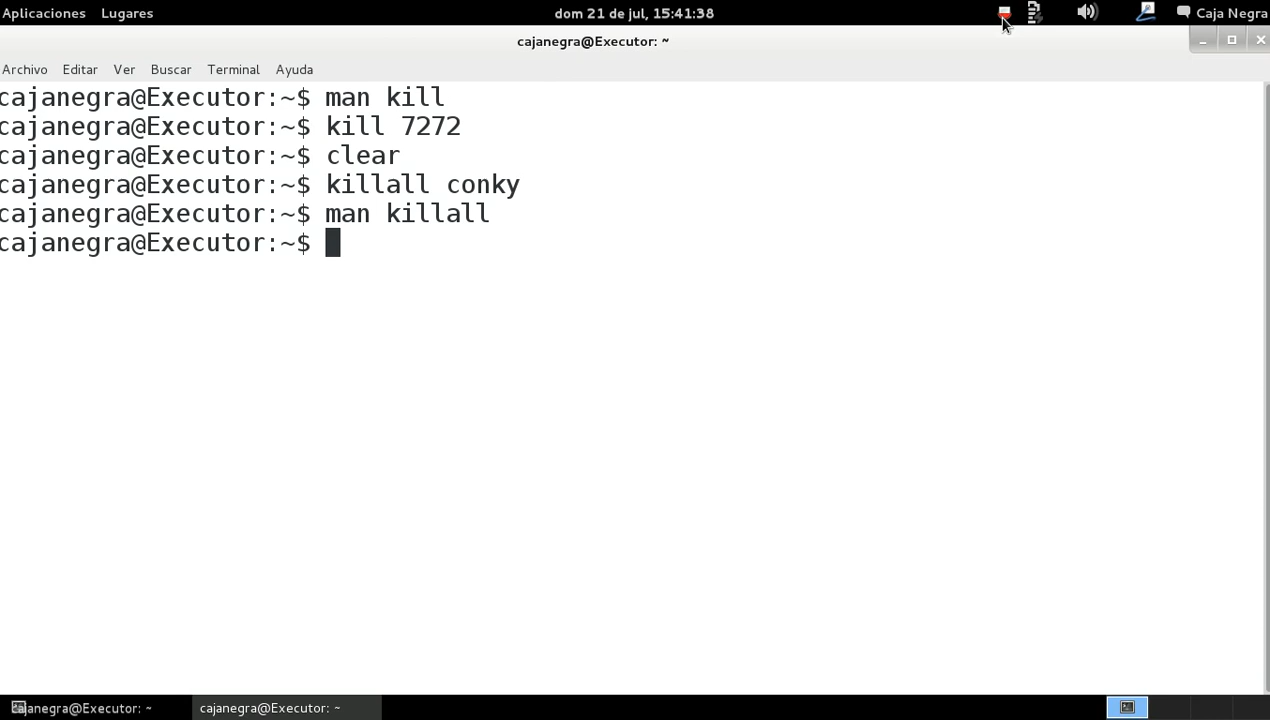 Aplicaciones Lugares dom 21 de jul, 15:41:38 Caja Negra
cajanegra@Executor: ~
Archivo Editar Ver Buscar Terminal Ayuda
cajanegra@Executor:~$ man kill
cajanegra@Executor:~$ kill 7272
cajanegra@Executor:~$ clear
cajanegra@Executor:~$ killall conky
cajanegra@Executor:~$ man killall
cajanegra@Executor:~$
cajanegra@Executor: ~ cajanegra@Executor: ~